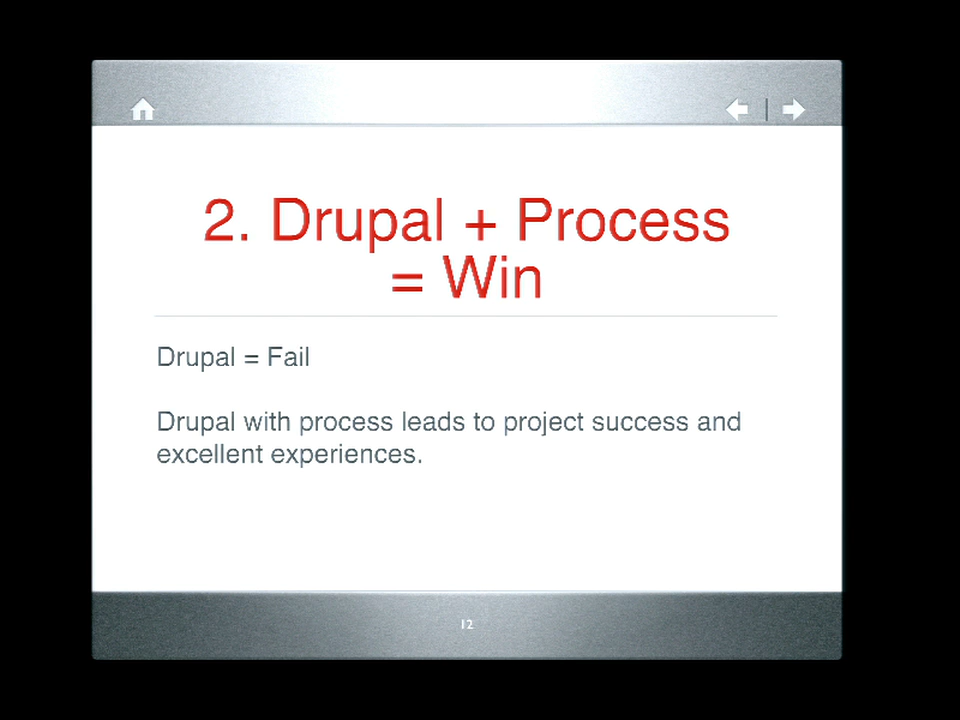 2. Drupal + Process
= Win
Drupal = Fail
Drupal with process leads to project success and
excellent experiences.
12